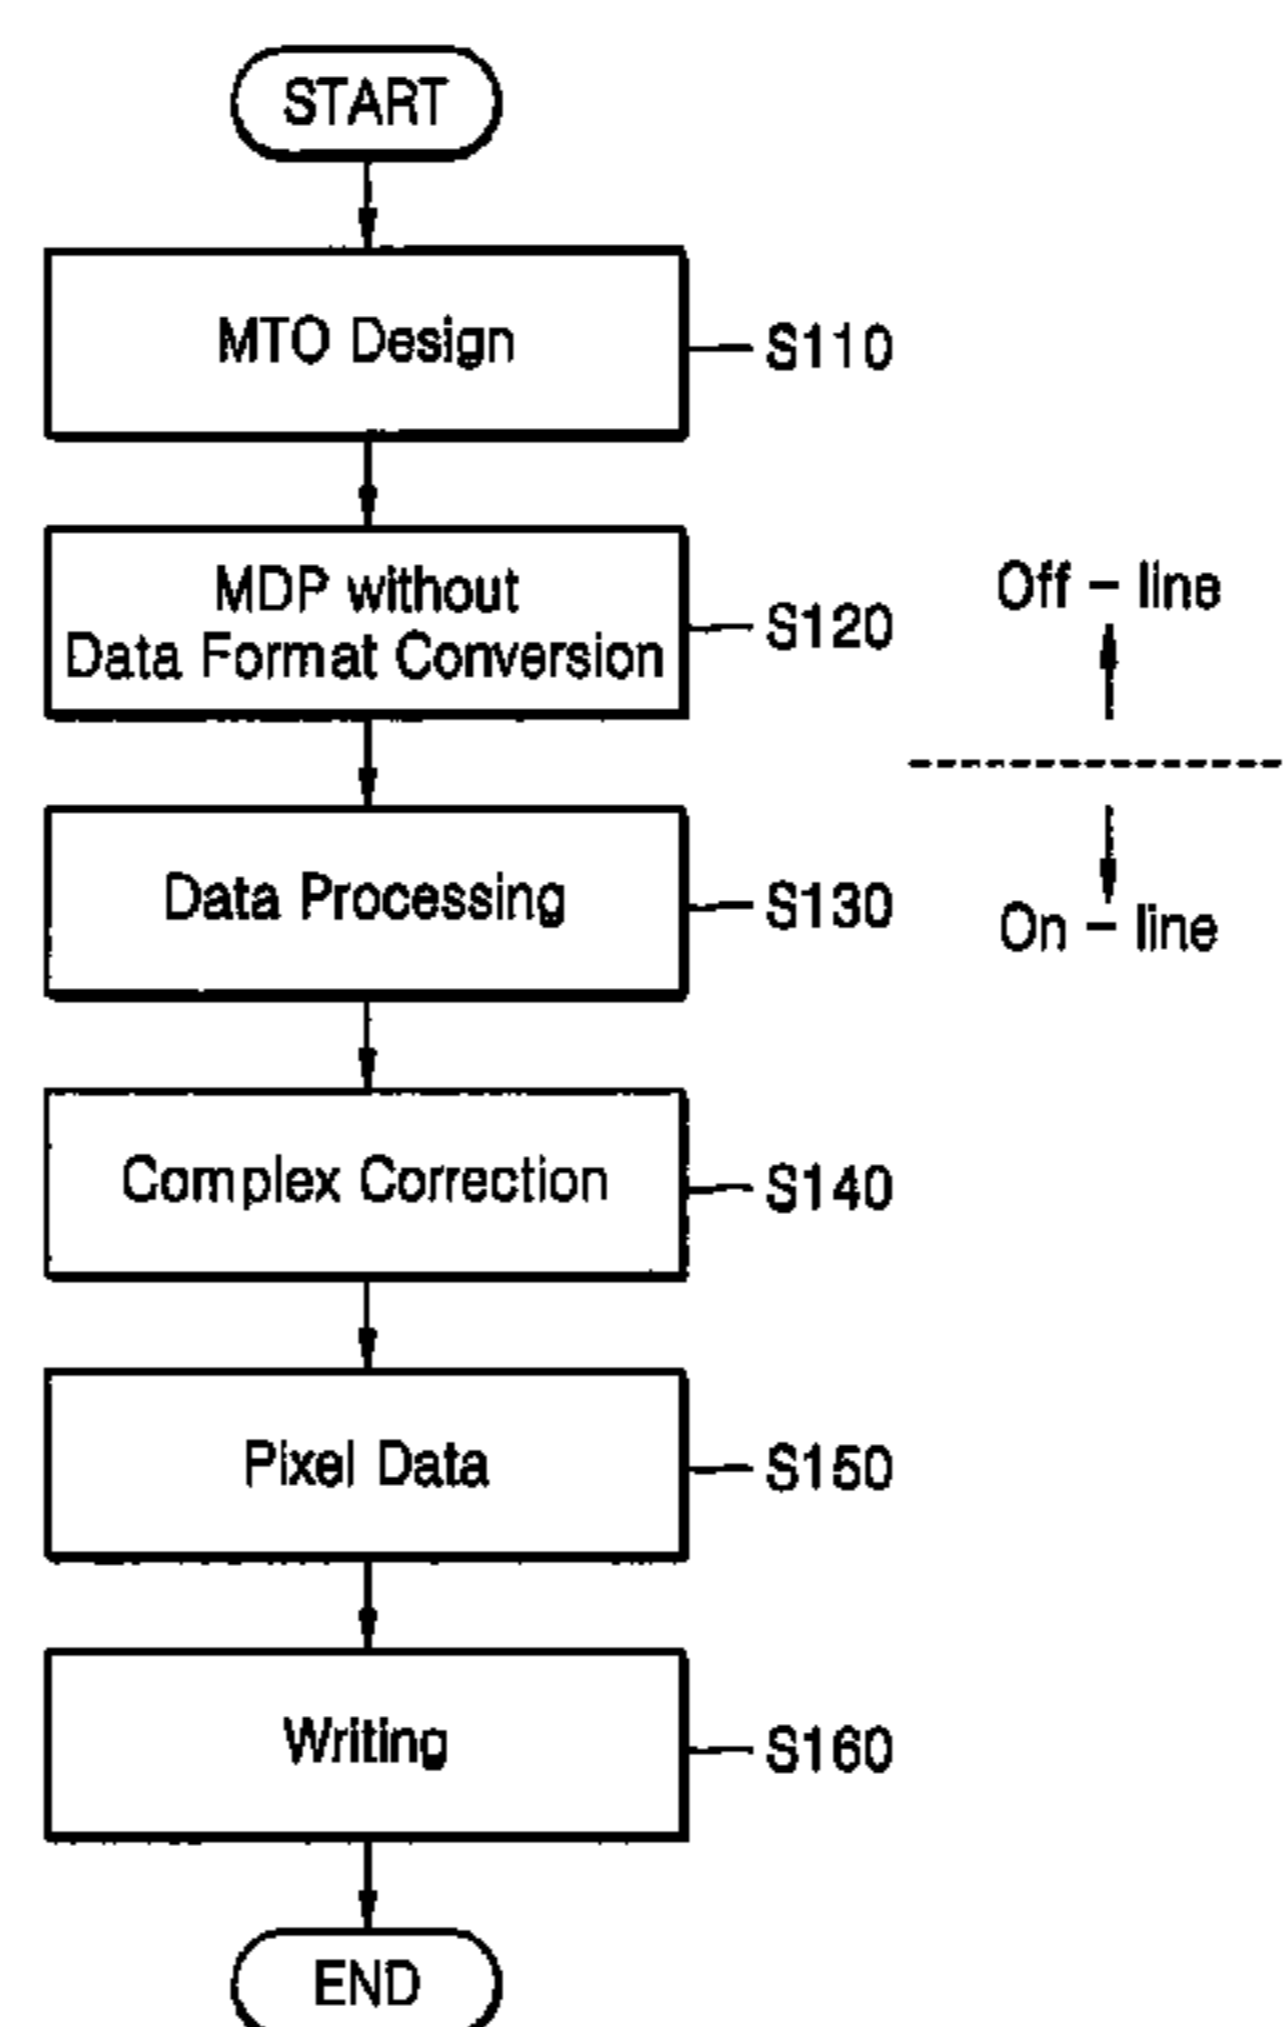 START
MTO Design
S110
MDP without
Data Format Conversion
S120
Off - line
Data Processing
S130
On - line
Complex Correction
S140
Pixel Data
S150
Writing
S160
END